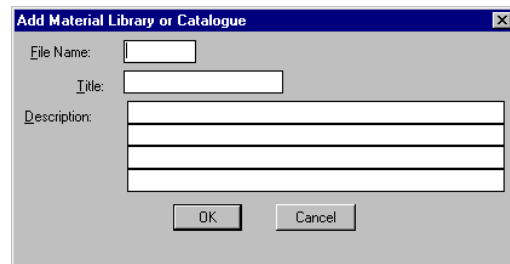 Add Material Library or Catalogue
File Name:
Title:
Description:
OK
Cancel